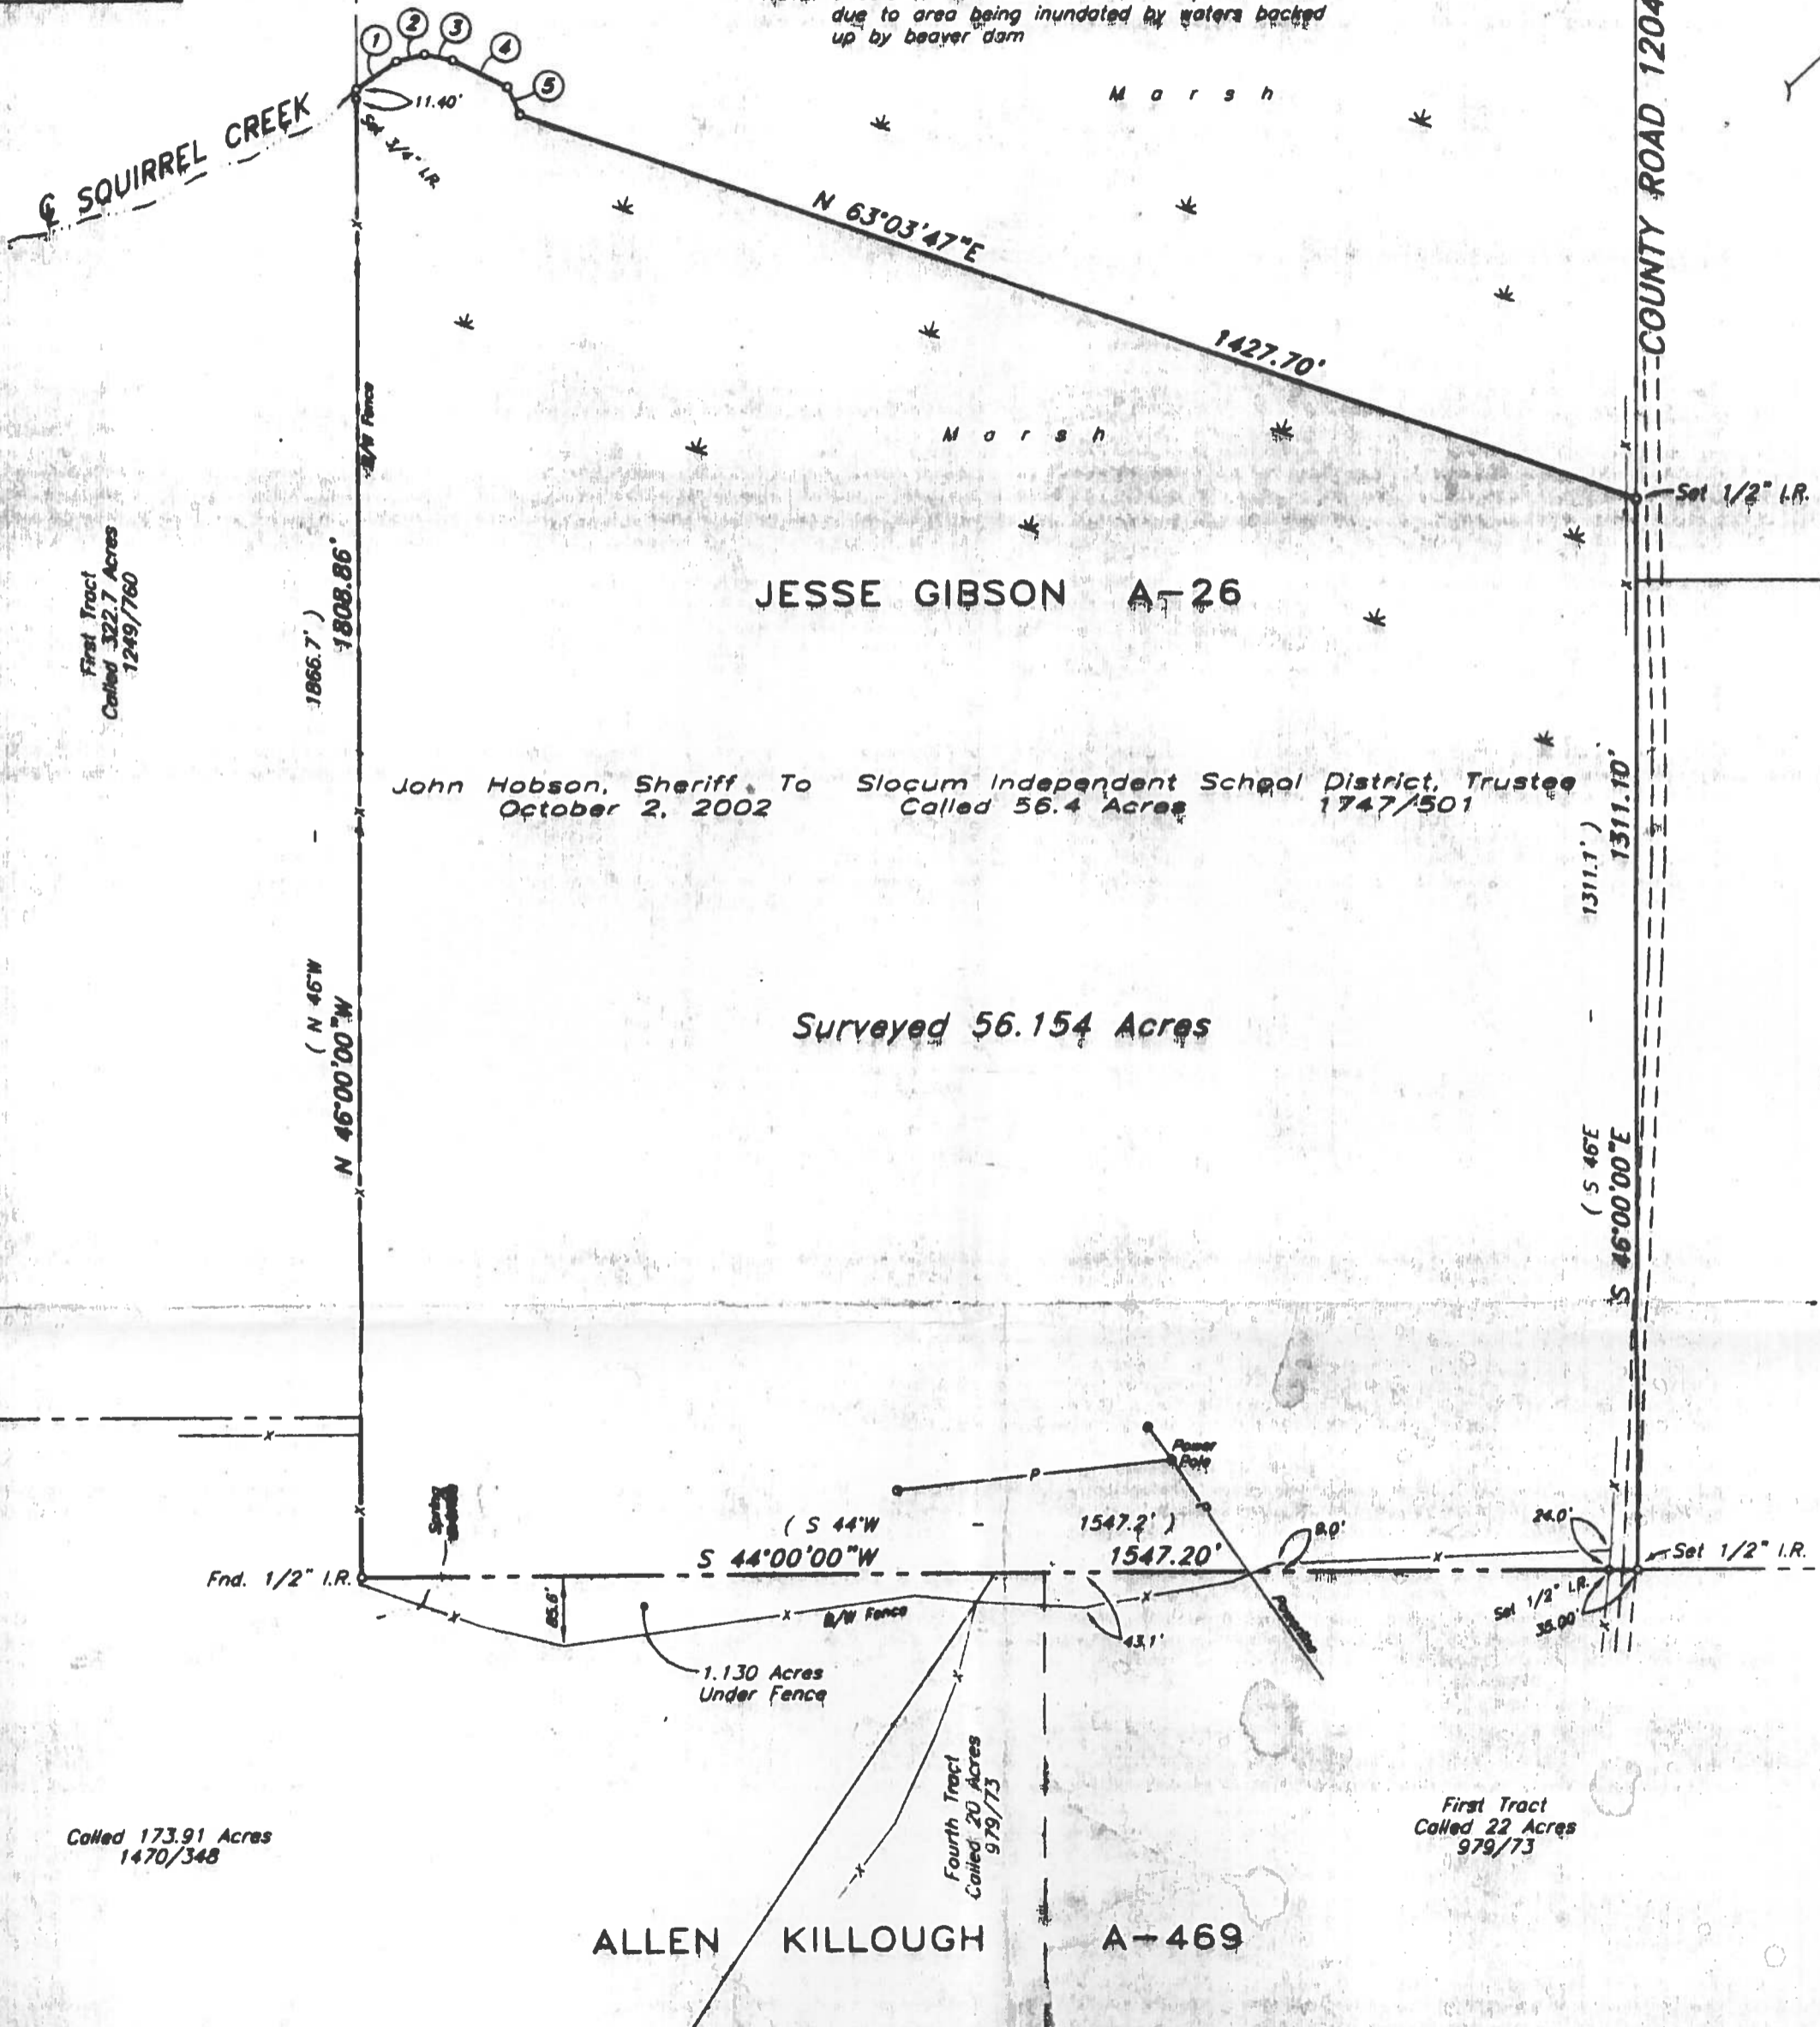 due to area being inundated by waters backed
up by beaver dam
COUNTY ROAD 1204
1
2
3
4
5
11.40'
Set 3/4" I.R.
℄ SQUIRREL CREEK
Marsh
N 63°03'47"E
1427.70'
B/W Fence
Marsh
Set 1/2" I.R.
First Tract
Called 322.7 Acres
1249/760
JESSE GIBSON A-26
( N 46°W - 1866.7' )
N 46°00'00"W 1808.86'
John Hobson, Sheriff To Slocum Independent School District, Trustee
October 2, 2002 Called 56.4 Acres 1747/501
( S 46°E - 1311.1' )
S 46°00'00"E 1311.10'
Surveyed 56.154 Acres
Power
Pole
P
Spring
( S 44°W - 1547.2' )
S 44°00'00"W 1547.20'
8.0'
24.0'
Set 1/2" I.R.
Fnd. 1/2" I.R.
Set 1/2" I.R.
35.00'
B/W Fence
43.1'
Powerline
1.130 Acres
Under Fence
Fourth Tract
Called 20 Acres
979/73
First Tract
Called 22 Acres
979/73
Called 173.91 Acres
1470/348
ALLEN KILLOUGH A-469